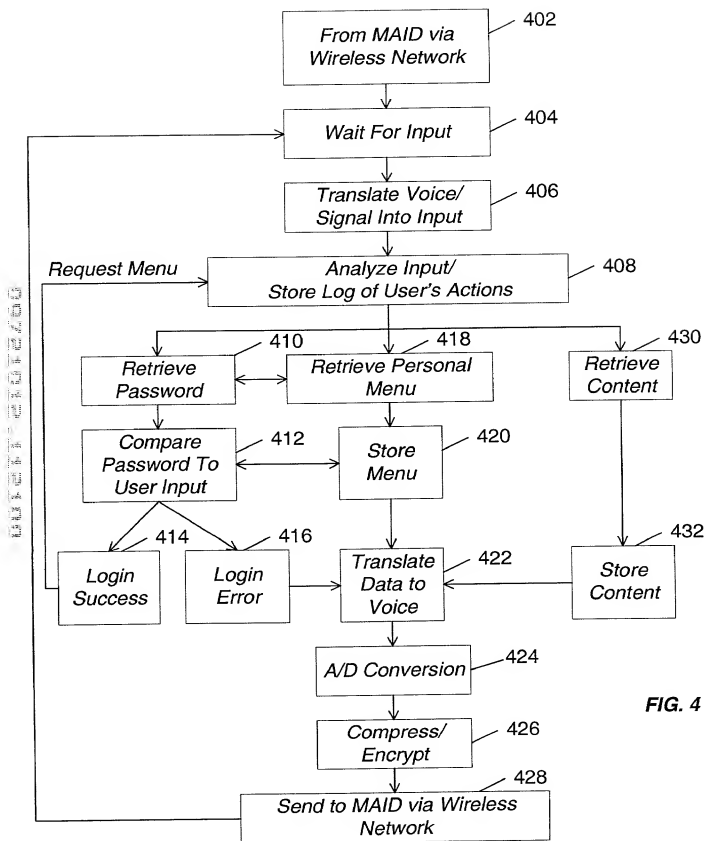 From MAID via
Wireless Network
402
Wait For Input
404
Translate Voice/
Signal Into Input
406
Request Menu
Analyze Input/
Store Log of User's Actions
408
Retrieve
Password
410
Retrieve Personal
Menu
418
Retrieve
Content
430
Compare
Password To
User Input
412
Store
Menu
420
Login
Success
414
Login
Error
416
Translate
Data to
Voice
422
Store
Content
432
A/D Conversion
424
Compress/
Encrypt
426
Send to MAID via Wireless
Network
428
FIG. 4